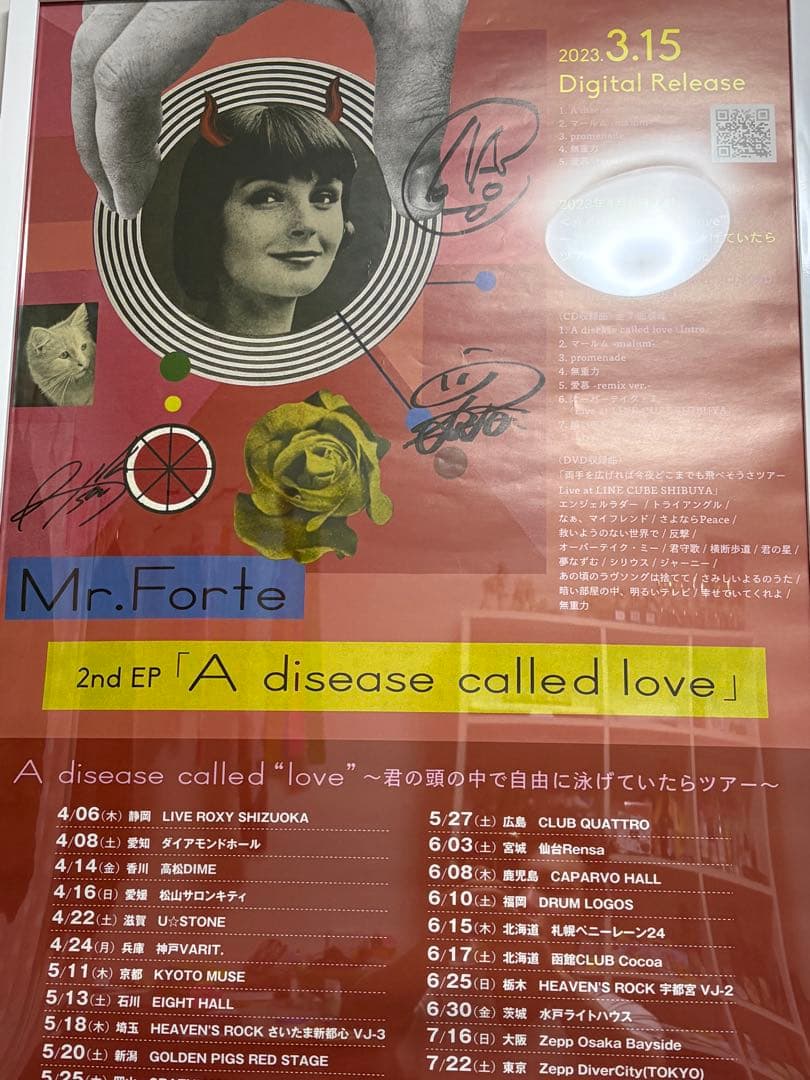 2023.3.15
Digital Release
2. マールム -malum-
3. promenade
4. 無重力
5. 愛慕
ていたら
〈CD収録曲〉
1. A disease called love (Intro)
2. マールム -malum-
3. promenade
4. 無重力
5. 愛慕 -remix ver.-
6. オーバーテイク・ミー
〈DVD収録曲〉
「両手を広げれば今夜どこまでも飛べそうさツアー
Live at LINE CUBE SHIBUYA」
エンジェルラダー / トライアングル /
なぁ、マイフレンド / さよならPeace /
救いようのない世界で / 反撃 /
オーバーテイク・ミー / 君守歌 / 横断歩道 / 君の星 /
夢なずむ / シリウス / ジャーニー /
あの頃のラヴソングは捨てて / さみしいよるのうた /
暗い部屋の中、明るいテレビ / 幸せでいてくれよ /
無重力
Mr.Forte
2nd EP「A disease called love」
A disease called "love" ～君の頭の中で自由に泳げていたらツアー～
4/06(木) 静岡 LIVE ROXY SHIZUOKA
4/08(土) 愛知 ダイアモンドホール
4/14(金) 香川 高松DIME
4/16(日) 愛媛 松山サロンキティ
4/22(土) 滋賀 U☆STONE
4/24(月) 兵庫 神戸VARIT.
5/11(木) 京都 KYOTO MUSE
5/13(土) 石川 EIGHT HALL
5/18(木) 埼玉 HEAVEN'S ROCK さいたま新都心 VJ-3
5/20(土) 新潟 GOLDEN PIGS RED STAGE
5/27(土) 広島 CLUB QUATTRO
6/03(土) 宮城 仙台Rensa
6/08(木) 鹿児島 CAPARVO HALL
6/10(土) 福岡 DRUM LOGOS
6/15(木) 北海道 札幌ペニーレーン24
6/17(土) 北海道 函館CLUB Cocoa
6/25(日) 栃木 HEAVEN'S ROCK 宇都宮 VJ-2
6/30(金) 茨城 水戸ライトハウス
7/16(日) 大阪 Zepp Osaka Bayside
7/22(土) 東京 Zepp DiverCity(TOKYO)